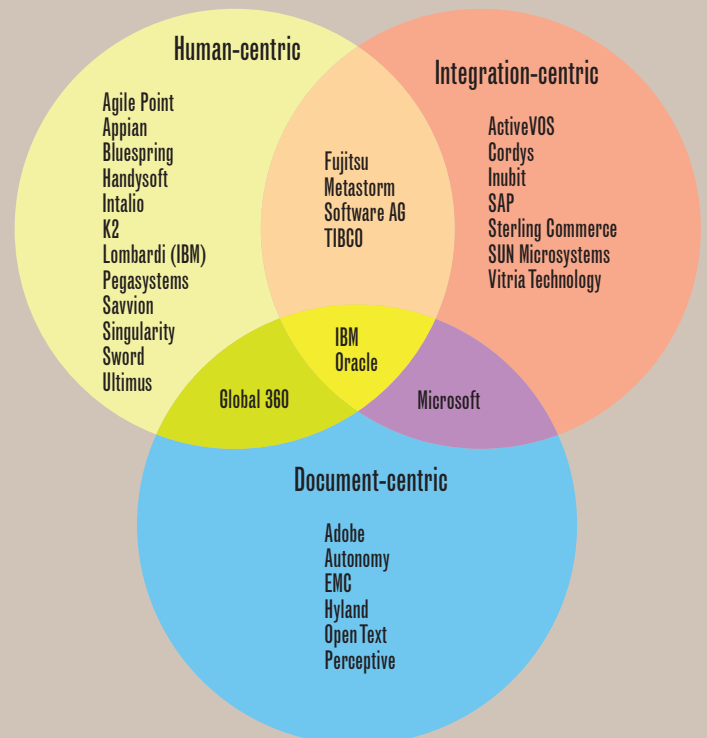 Human-centric
Agile Point
Appian
Bluespring
Handysoft
Intalio
K2
Lombardi (IBM)
Pegasystems
Savvion
Singularity
Sword
Ultimus
Fujitsu
Metastorm
Software AG
TIBCO
Integration-centric
ActiveVOS
Cordys
Inubit
SAP
Sterling Commerce
SUN Microsystems
Vitria Technology
IBM
Oracle
Global 360
Microsoft
Document-centric
Adobe
Autonomy
EMC
Hyland
Open Text
Perceptive